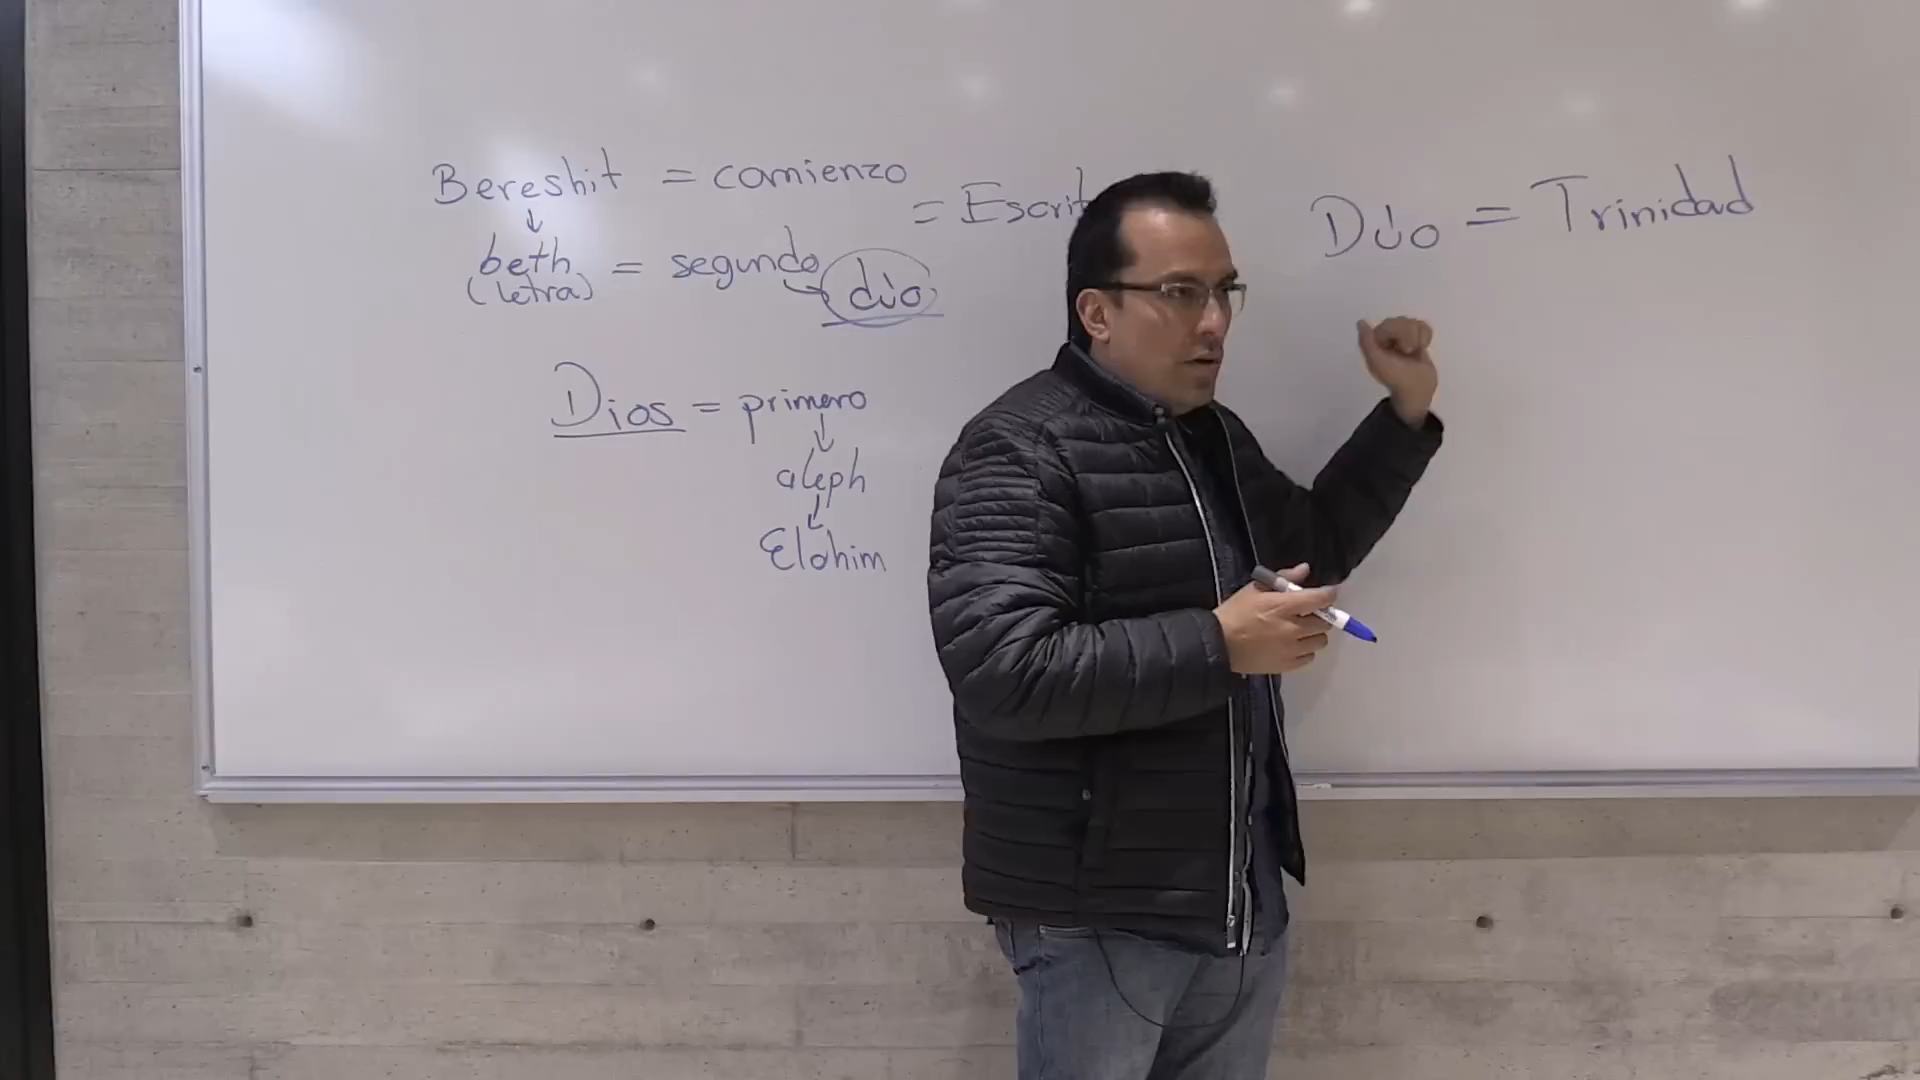 Bereshit = comienzo
= Escrit
↓
beth = segundo
(letra) → dúo
Dios = primero
↓
aleph
↓
Elohim
Dúo = Trinidad